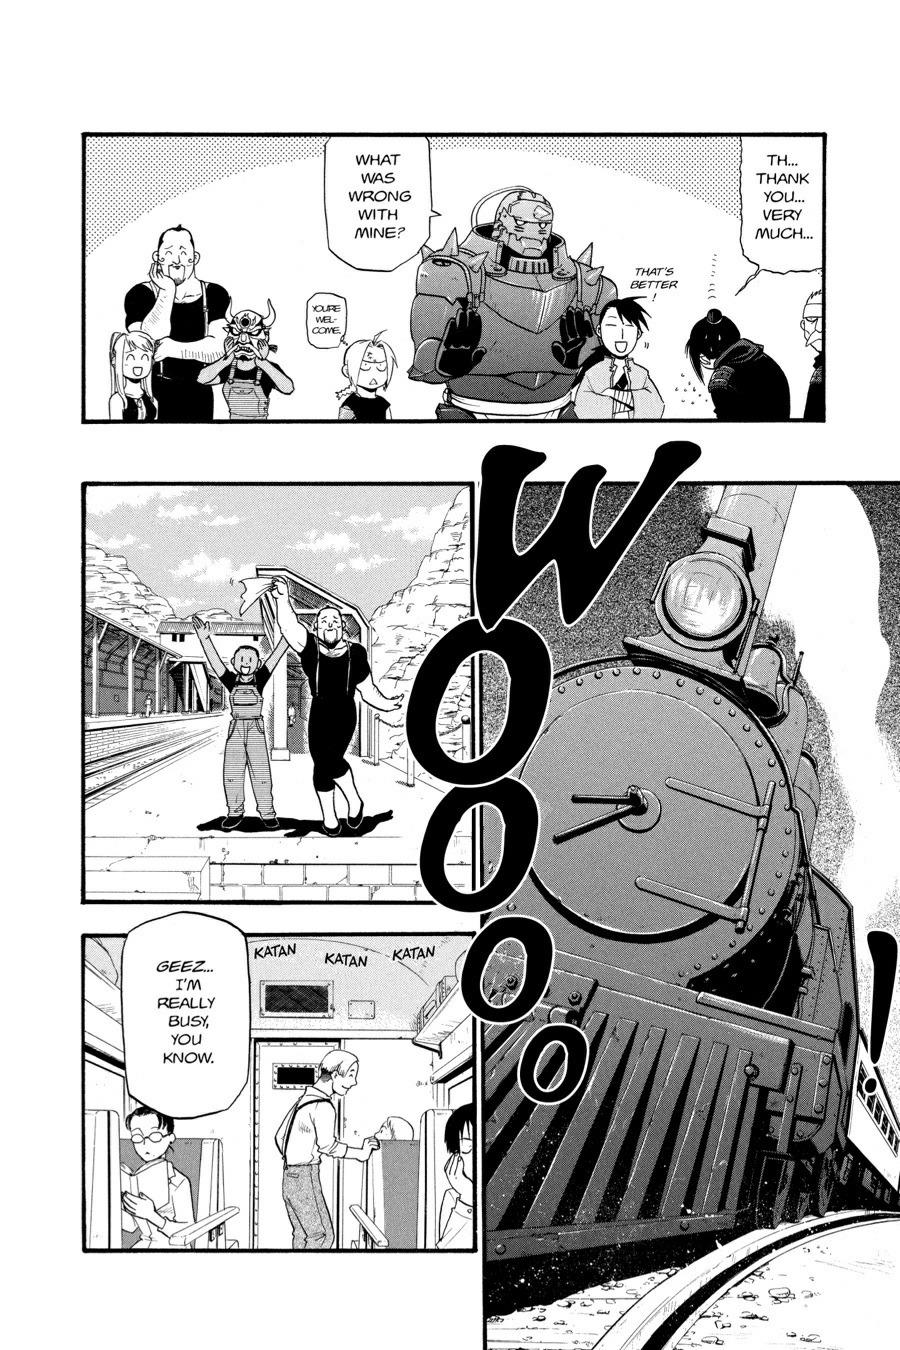 TH...
THANK
YOU...
VERY
MUCH...
THAT'S
BETTER
!
WHAT
WAS
WRONG
WITH
MINE?
YOU'RE
WEL-
COME.
WOOOo!
KATAN
KATAN
KATAN
GEEZ...
I'M
REALLY
BUSY,
YOU
KNOW.